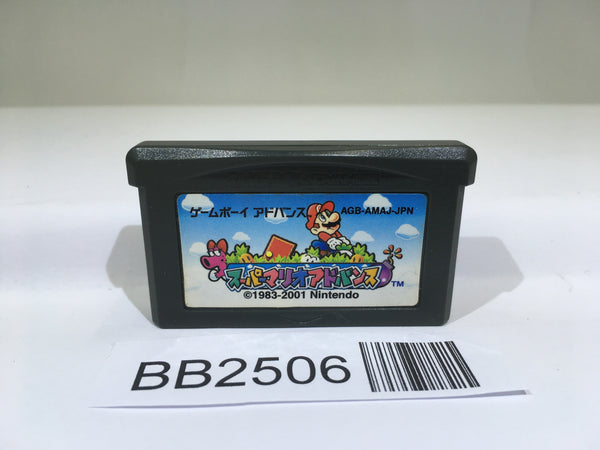 ゲームボーイ アドバンス AGB-AMAJ-JPN
スーパーマリオアドバンス TM
©1983-2001 Nintendo
BB2506